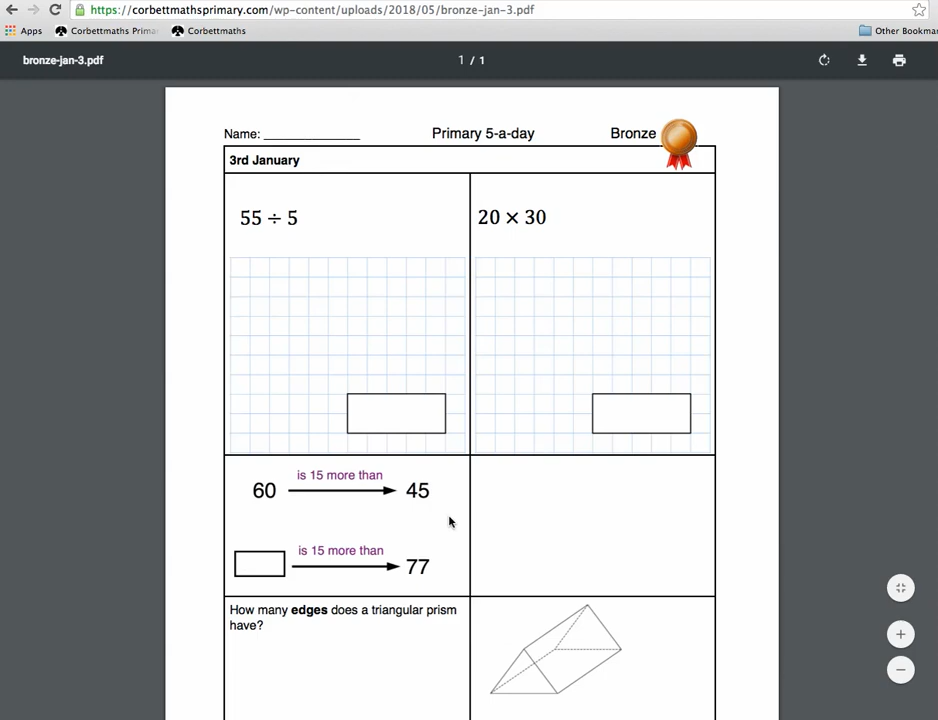 https://corbettmathsprimary.com/wp-content/uploads/2018/05/bronze-jan-3.pdf
Apps Corbettmaths Prima Corbettmaths Other Bookma
bronze-jan-3.pdf 1 / 1
Name: ______________ Primary 5-a-day Bronze
3rd January
55 ÷ 5 20 × 30
is 15 more than
60 45
is 15 more than
77
How many edges does a triangular prism
have?